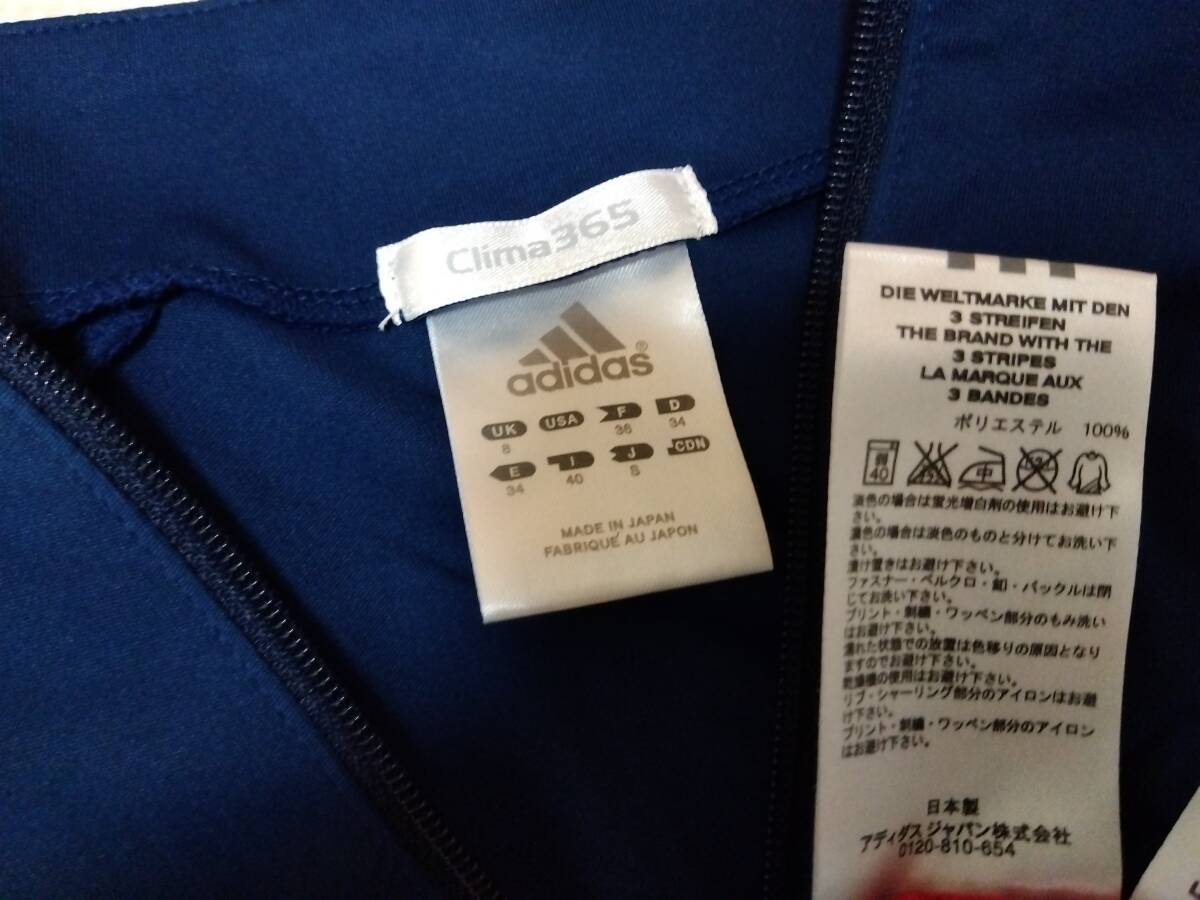 Clima365
adidas®
UK USA F D
8 36 34
E I J CDN
34 40 S
MADE IN JAPAN
FABRIQUE AU JAPON
DIE WELTMARKE MIT DEN
3 STREIFEN
THE BRAND WITH THE
3 STRIPES
LA MARQUE AUX
3 BANDES
ポリエステル 100%
40 中
淡色の場合は蛍光増白剤の使用はお避け下
さい。
濃色の場合は淡色のものと分けてお洗い下
さい。
漬け置きはお避け下さい。
ファスナー・ベルクロ・釦・バックルは閉
じてお洗い下さい。
プリント・刺繍・ワッペン部分のもみ洗い
はお避け下さい。
濡れた状態での放置は色移りの原因となり
ますのでお避け下さい。
乾燥機の使用はお避け下さい。
リブ・シャーリング部分のアイロンはお避
け下さい。
プリント・刺繍・ワッペン部分のアイロン
はお避け下さい。
日本製
アディダス ジャパン株式会社
0120-810-654